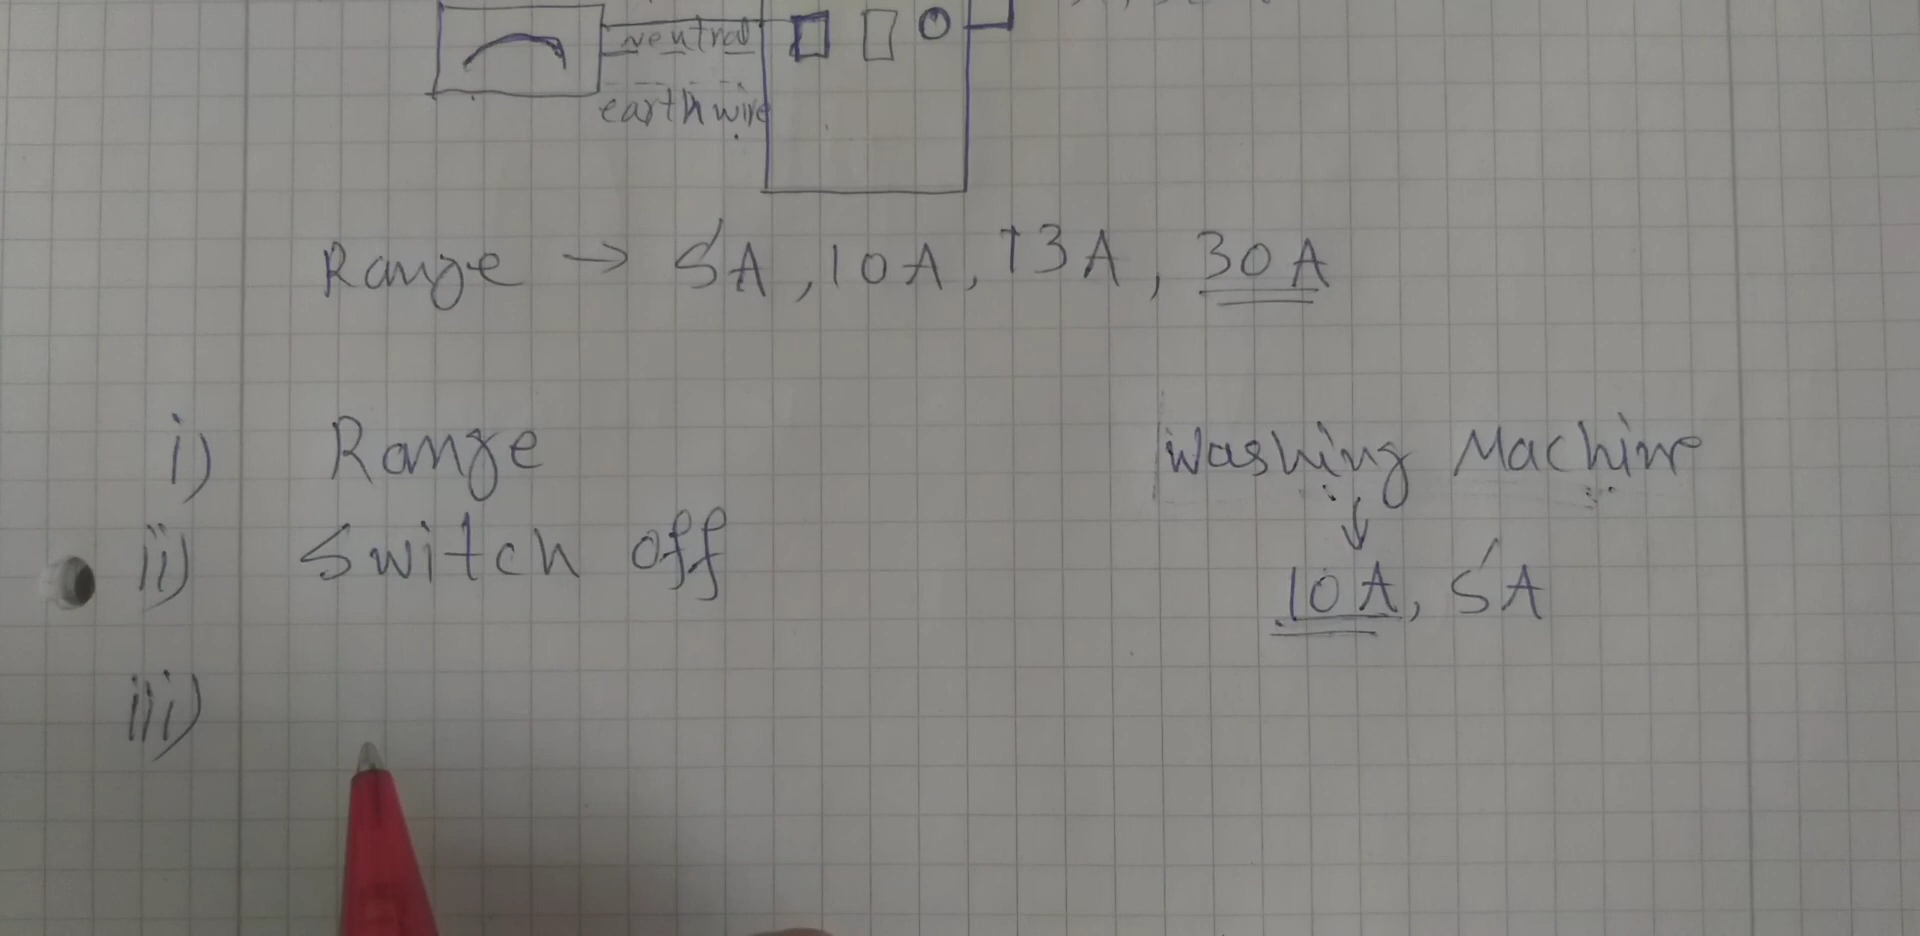 neutral
earth wire
Range → 5A, 10A, 13A, 30A
i) Range
Washing Machine
ii) Switch off
10A, 5A
iii)